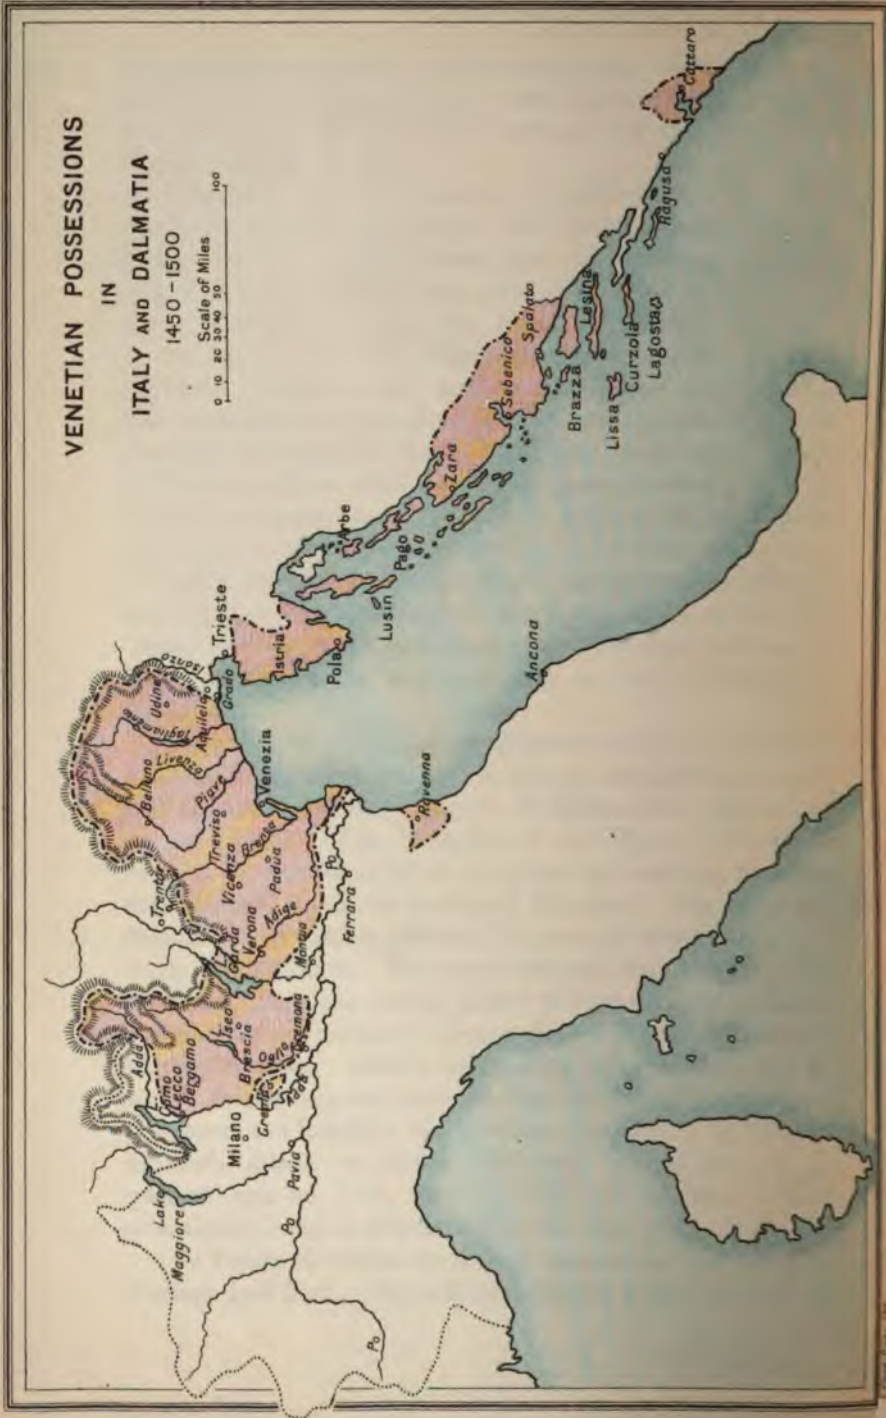 VENETIAN POSSESSIONS
IN
ITALY AND DALMATIA
1450 – 1500
Scale of Miles
0 10 20 30 40 50 100
Lake
Maggiore
Po
Po
Pavia
Milano
Como
Lecco
Bergamo
Adda
Adda
Brescia
Iseo
Oglio
Cremona
L.
Garda
Verona
Adige
Mantua
Trento
Vicenza
Padua
Brenta
Treviso
Po
Ferrara
Venezia
Piave
Belluno
Livenza
Tagliamento
Udine
Aquileia
Grado
Isonzo
Trieste
Istria
Pola
Ravenna
Ancona
Lusin
Arbe
Pago
Zara
Sebenico
Spalato
Brazza
Lesina
Lissa
Curzola
Lagosta
Ragusa
Cattaro